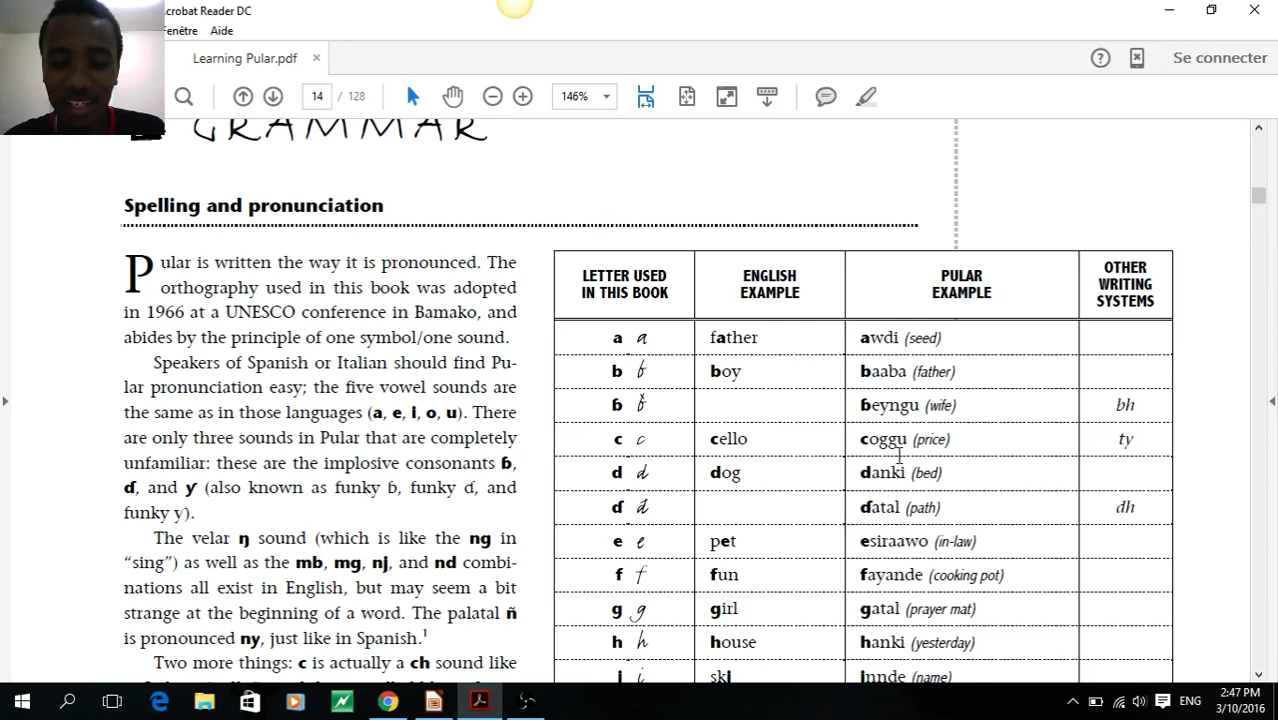 crobat Reader DC
enêtre Aide
Learning Pular.pdf ×
Se connecter
14 / 128
146%
GRAMMAR
Spelling and pronunciation
Pular is written the way it is pronounced. The
orthography used in this book was adopted
in 1966 at a UNESCO conference in Bamako, and
abides by the principle of one symbol/one sound.
Speakers of Spanish or Italian should find Pu-
lar pronunciation easy; the five vowel sounds are
the same as in those languages (a, e, i, o, u). There
are only three sounds in Pular that are completely
unfamiliar: these are the implosive consonants ɓ,
ɗ, and ƴ (also known as funky ɓ, funky ɗ, and
funky ƴ).
The velar ŋ sound (which is like the ng in
“sing”) as well as the mb, mg, nj, and nd combi-
nations all exist in English, but may seem a bit
strange at the beginning of a word. The palatal ñ
is pronounced ny, just like in Spanish.1
Two more things: c is actually a ch sound like
LETTER USED IN THIS BOOK ENGLISH EXAMPLE PULAR EXAMPLE OTHER WRITING SYSTEMS
a a father awdi (seed)
b b boy baaba (father)
ɓ ɓ ɓeyngu (wife) bh
c c cello coggu (price) ty
d d dog danki (bed)
ɗ ɗ ɗatal (path) dh
e e pet esiraawo (in-law)
f f fun fayande (cooking pot)
g g girl gatal (prayer mat)
h h house hanki (yesterday)
i i ski innde (name)
ENG
2:47 PM
3/10/2016